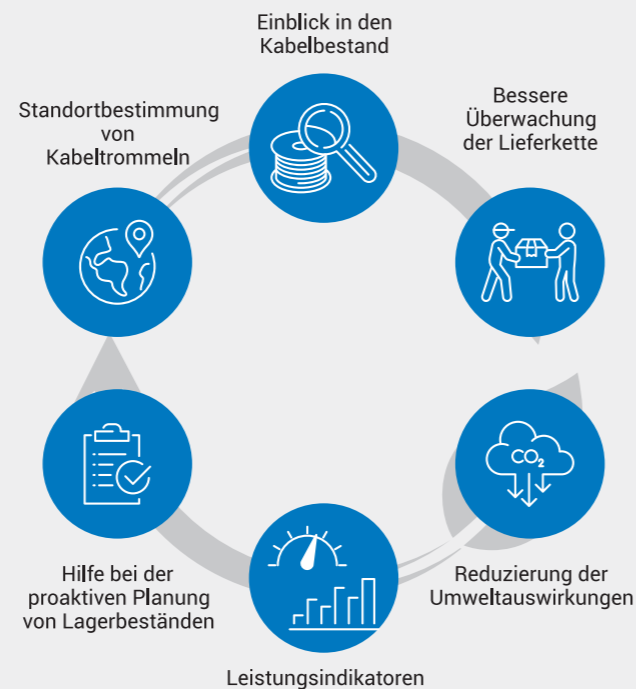 Einblick in den
Kabelbestand
Bessere
Überwachung
der Lieferkette
Standortbestimmung
von
Kabeltrommeln
CO₂
Reduzierung der
Umweltauswirkungen
Hilfe bei der
proaktiven Planung
von Lagerbeständen
Leistungsindikatoren